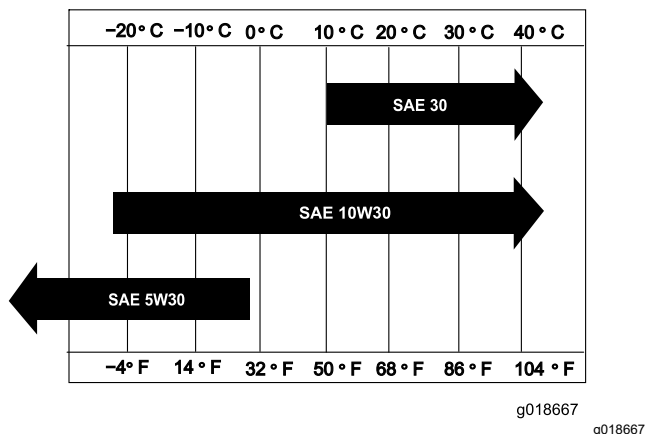 −20° C −10° C 0° C 10° C 20° C 30° C 40° C
SAE 30
SAE 10W30
SAE 5W30
−4° F 14° F 32° F 50° F 68° F 86° F 104 ° F
g018667
g018667